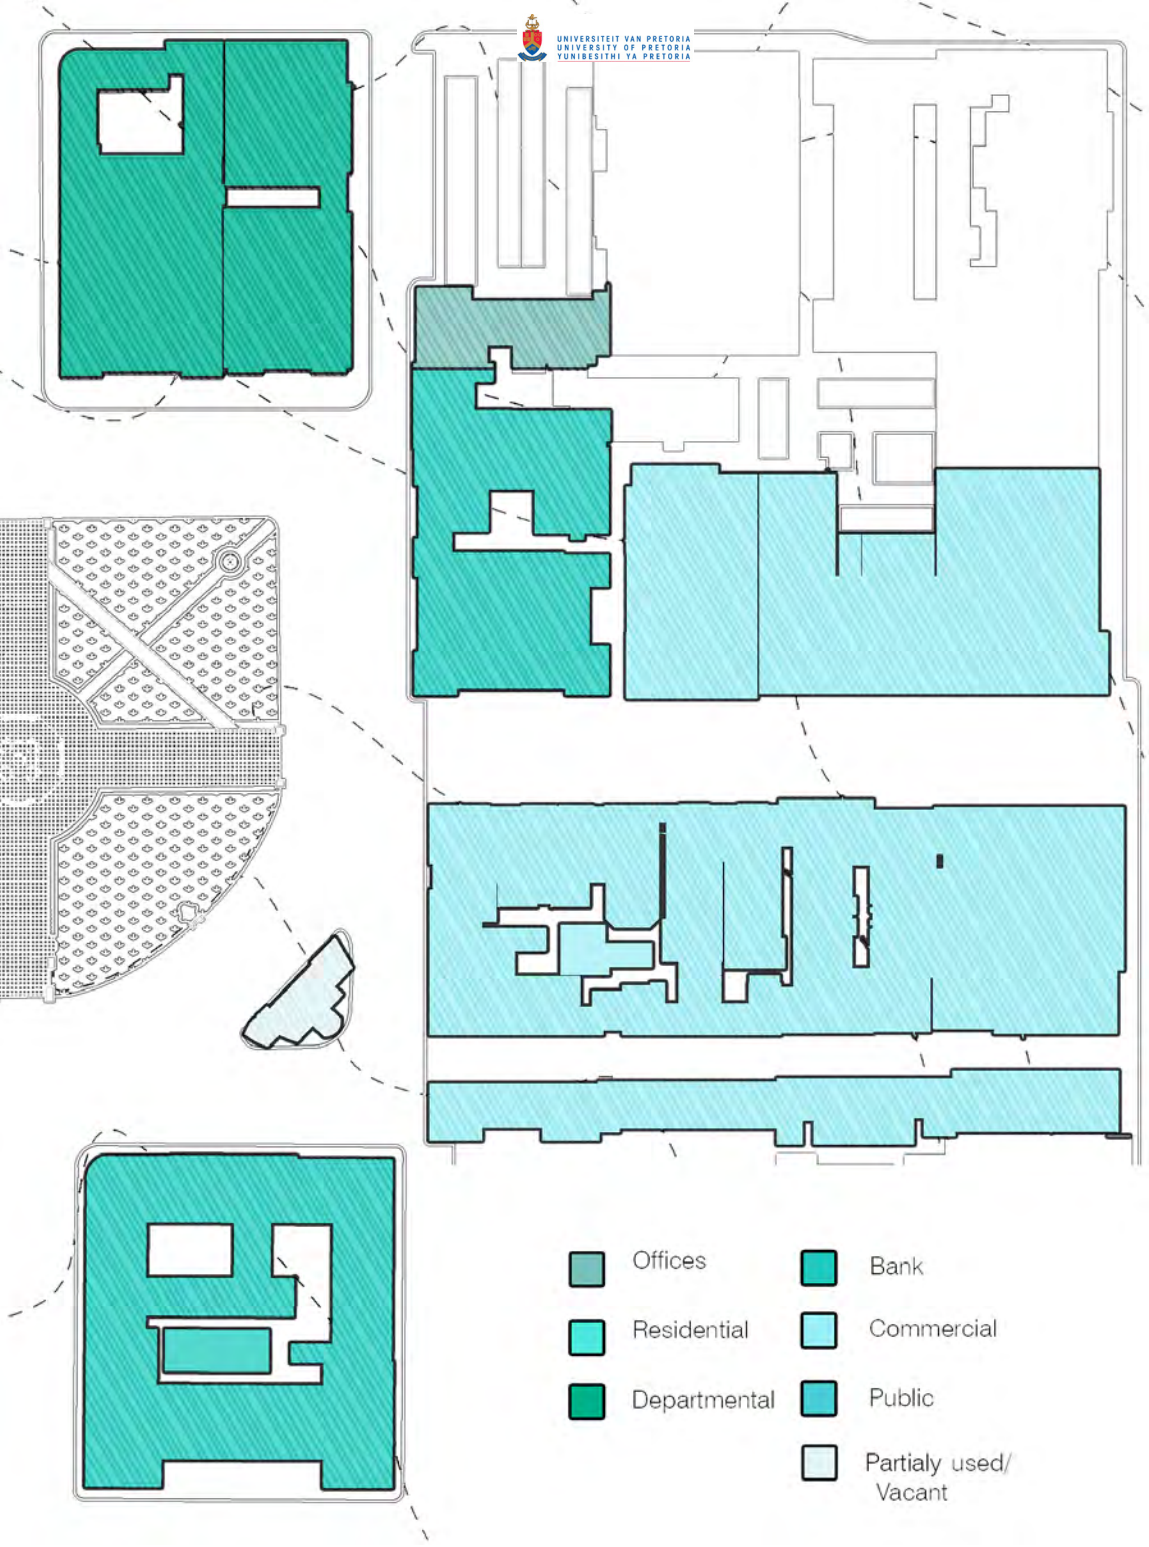 UNIVERSITEIT VAN PRETORIA
UNIVERSITY OF PRETORIA
YUNIBESITHI YA PRETORIA
Offices
Residential
Departmental
Bank
Commercial
Public
Partialy used/
Vacant